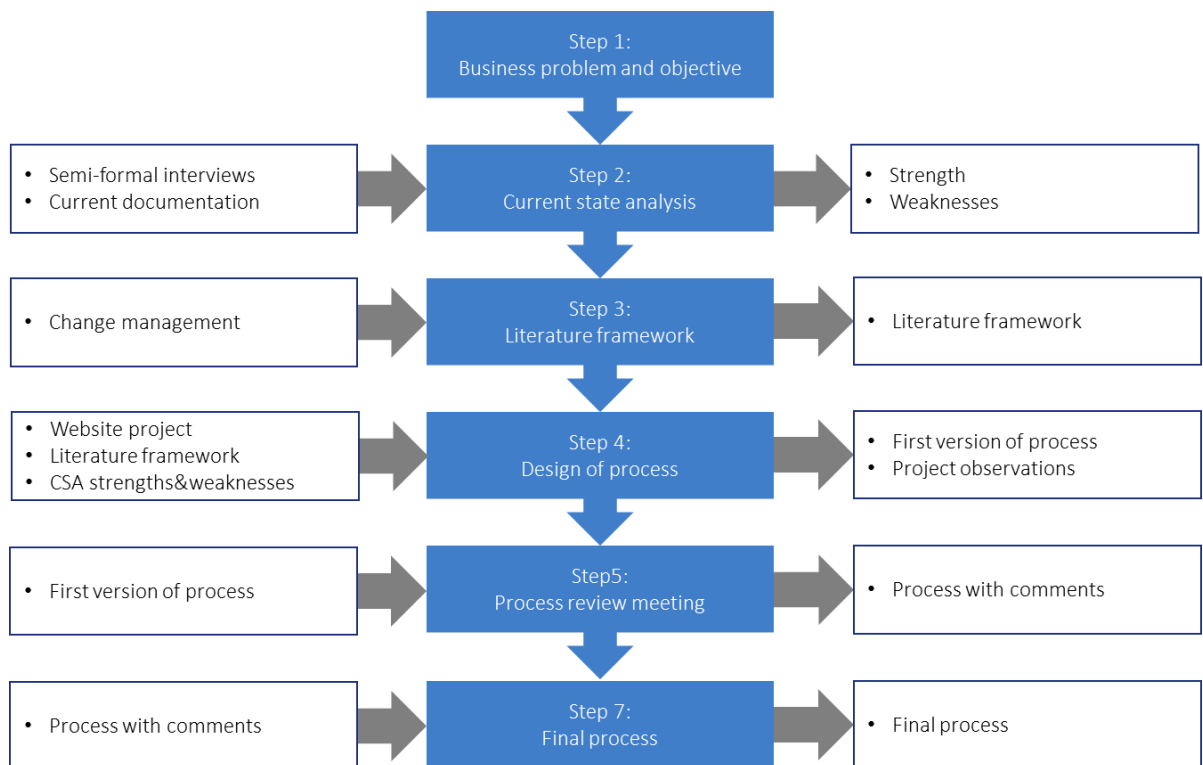 Step 1:
Business problem and objective
• Semi-formal interviews
• Current documentation
Step 2:
Current state analysis
• Strength
• Weaknesses
• Change management
Step 3:
Literature framework
• Literature framework
• Website project
• Literature framework
• CSA strengths&weaknesses
Step 4:
Design of process
• First version of process
• Project observations
• First version of process
Step5:
Process review meeting
• Process with comments
• Process with comments
Step 7:
Final process
• Final process